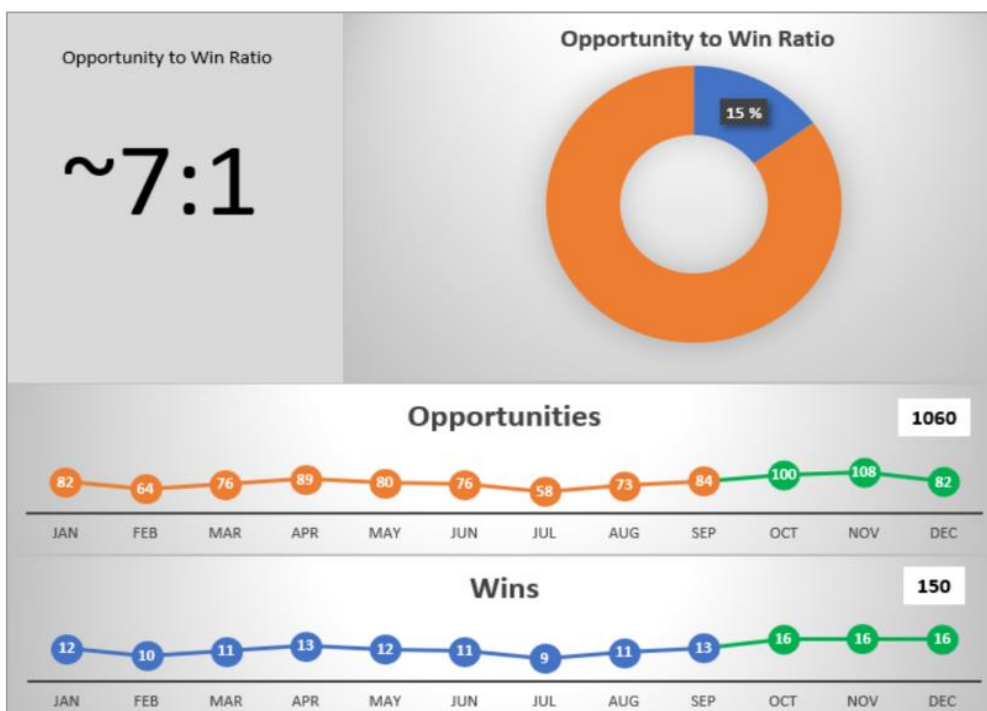 Opportunity to Win Ratio
~7:1
Opportunity to Win Ratio
15 %
Opportunities
1060
82 64 76 89 80 76 58 73 84 100 108 82
JAN FEB MAR APR MAY JUN JUL AUG SEP OCT NOV DEC
Wins
150
12 10 11 13 12 11 9 11 13 16 16 16
JAN FEB MAR APR MAY JUN JUL AUG SEP OCT NOV DEC